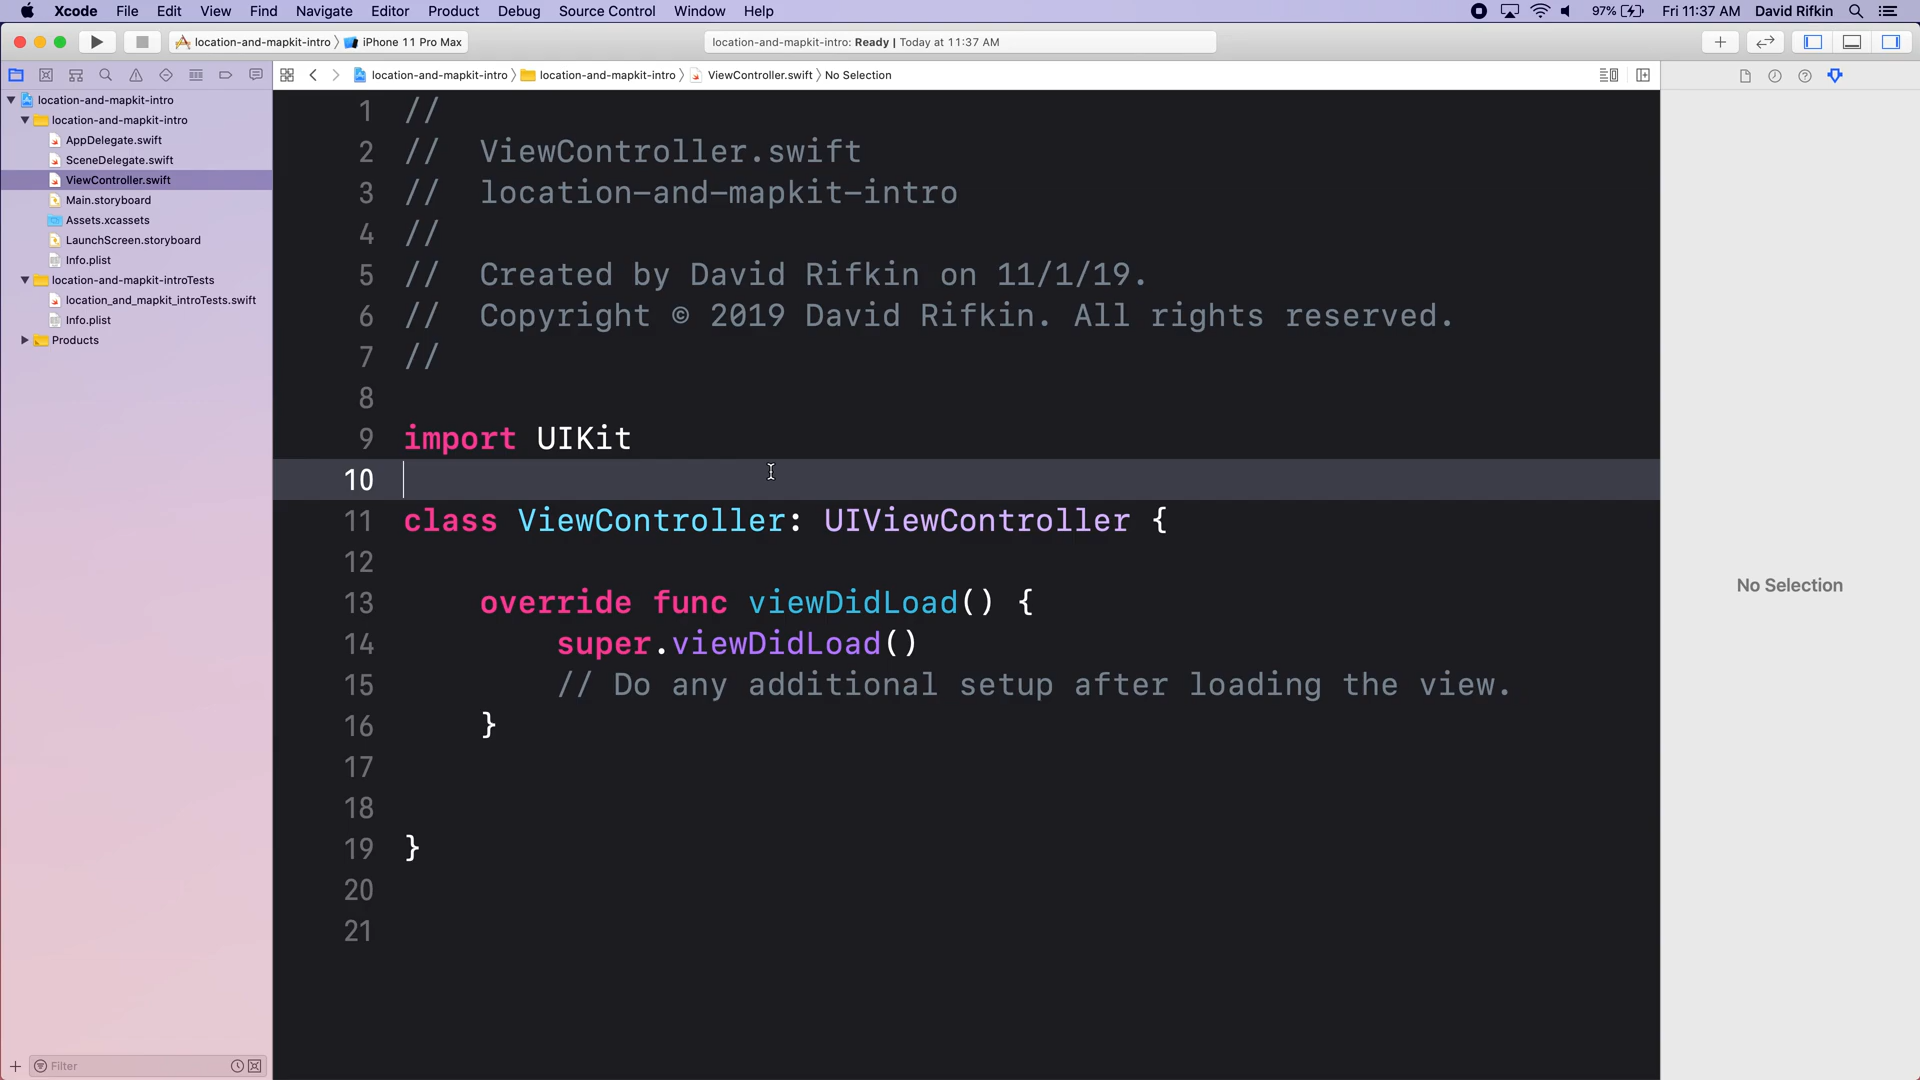 Xcode File Edit View Find Navigate Editor Product Debug Source Control Window Help 97% Fri 11:37 AM David Rifkin
location-and-mapkit-intro iPhone 11 Pro Max location-and-mapkit-intro: Ready | Today at 11:37 AM
location-and-mapkit-intro location-and-mapkit-intro ViewController.swift No Selection
location-and-mapkit-intro
location-and-mapkit-intro
AppDelegate.swift
SceneDelegate.swift
ViewController.swift
Main.storyboard
Assets.xcassets
LaunchScreen.storyboard
Info.plist
location-and-mapkit-introTests
location_and_mapkit_introTests.swift
Info.plist
Products
Filter
1 //
2 // ViewController.swift
3 // location-and-mapkit-intro
4 //
5 // Created by David Rifkin on 11/1/19.
6 // Copyright © 2019 David Rifkin. All rights reserved.
7 //
8
9 import UIKit
10
11 class ViewController: UIViewController {
12
13 override func viewDidLoad() {
14 super.viewDidLoad()
15 // Do any additional setup after loading the view.
16 }
17
18
19 }
20
21
No Selection